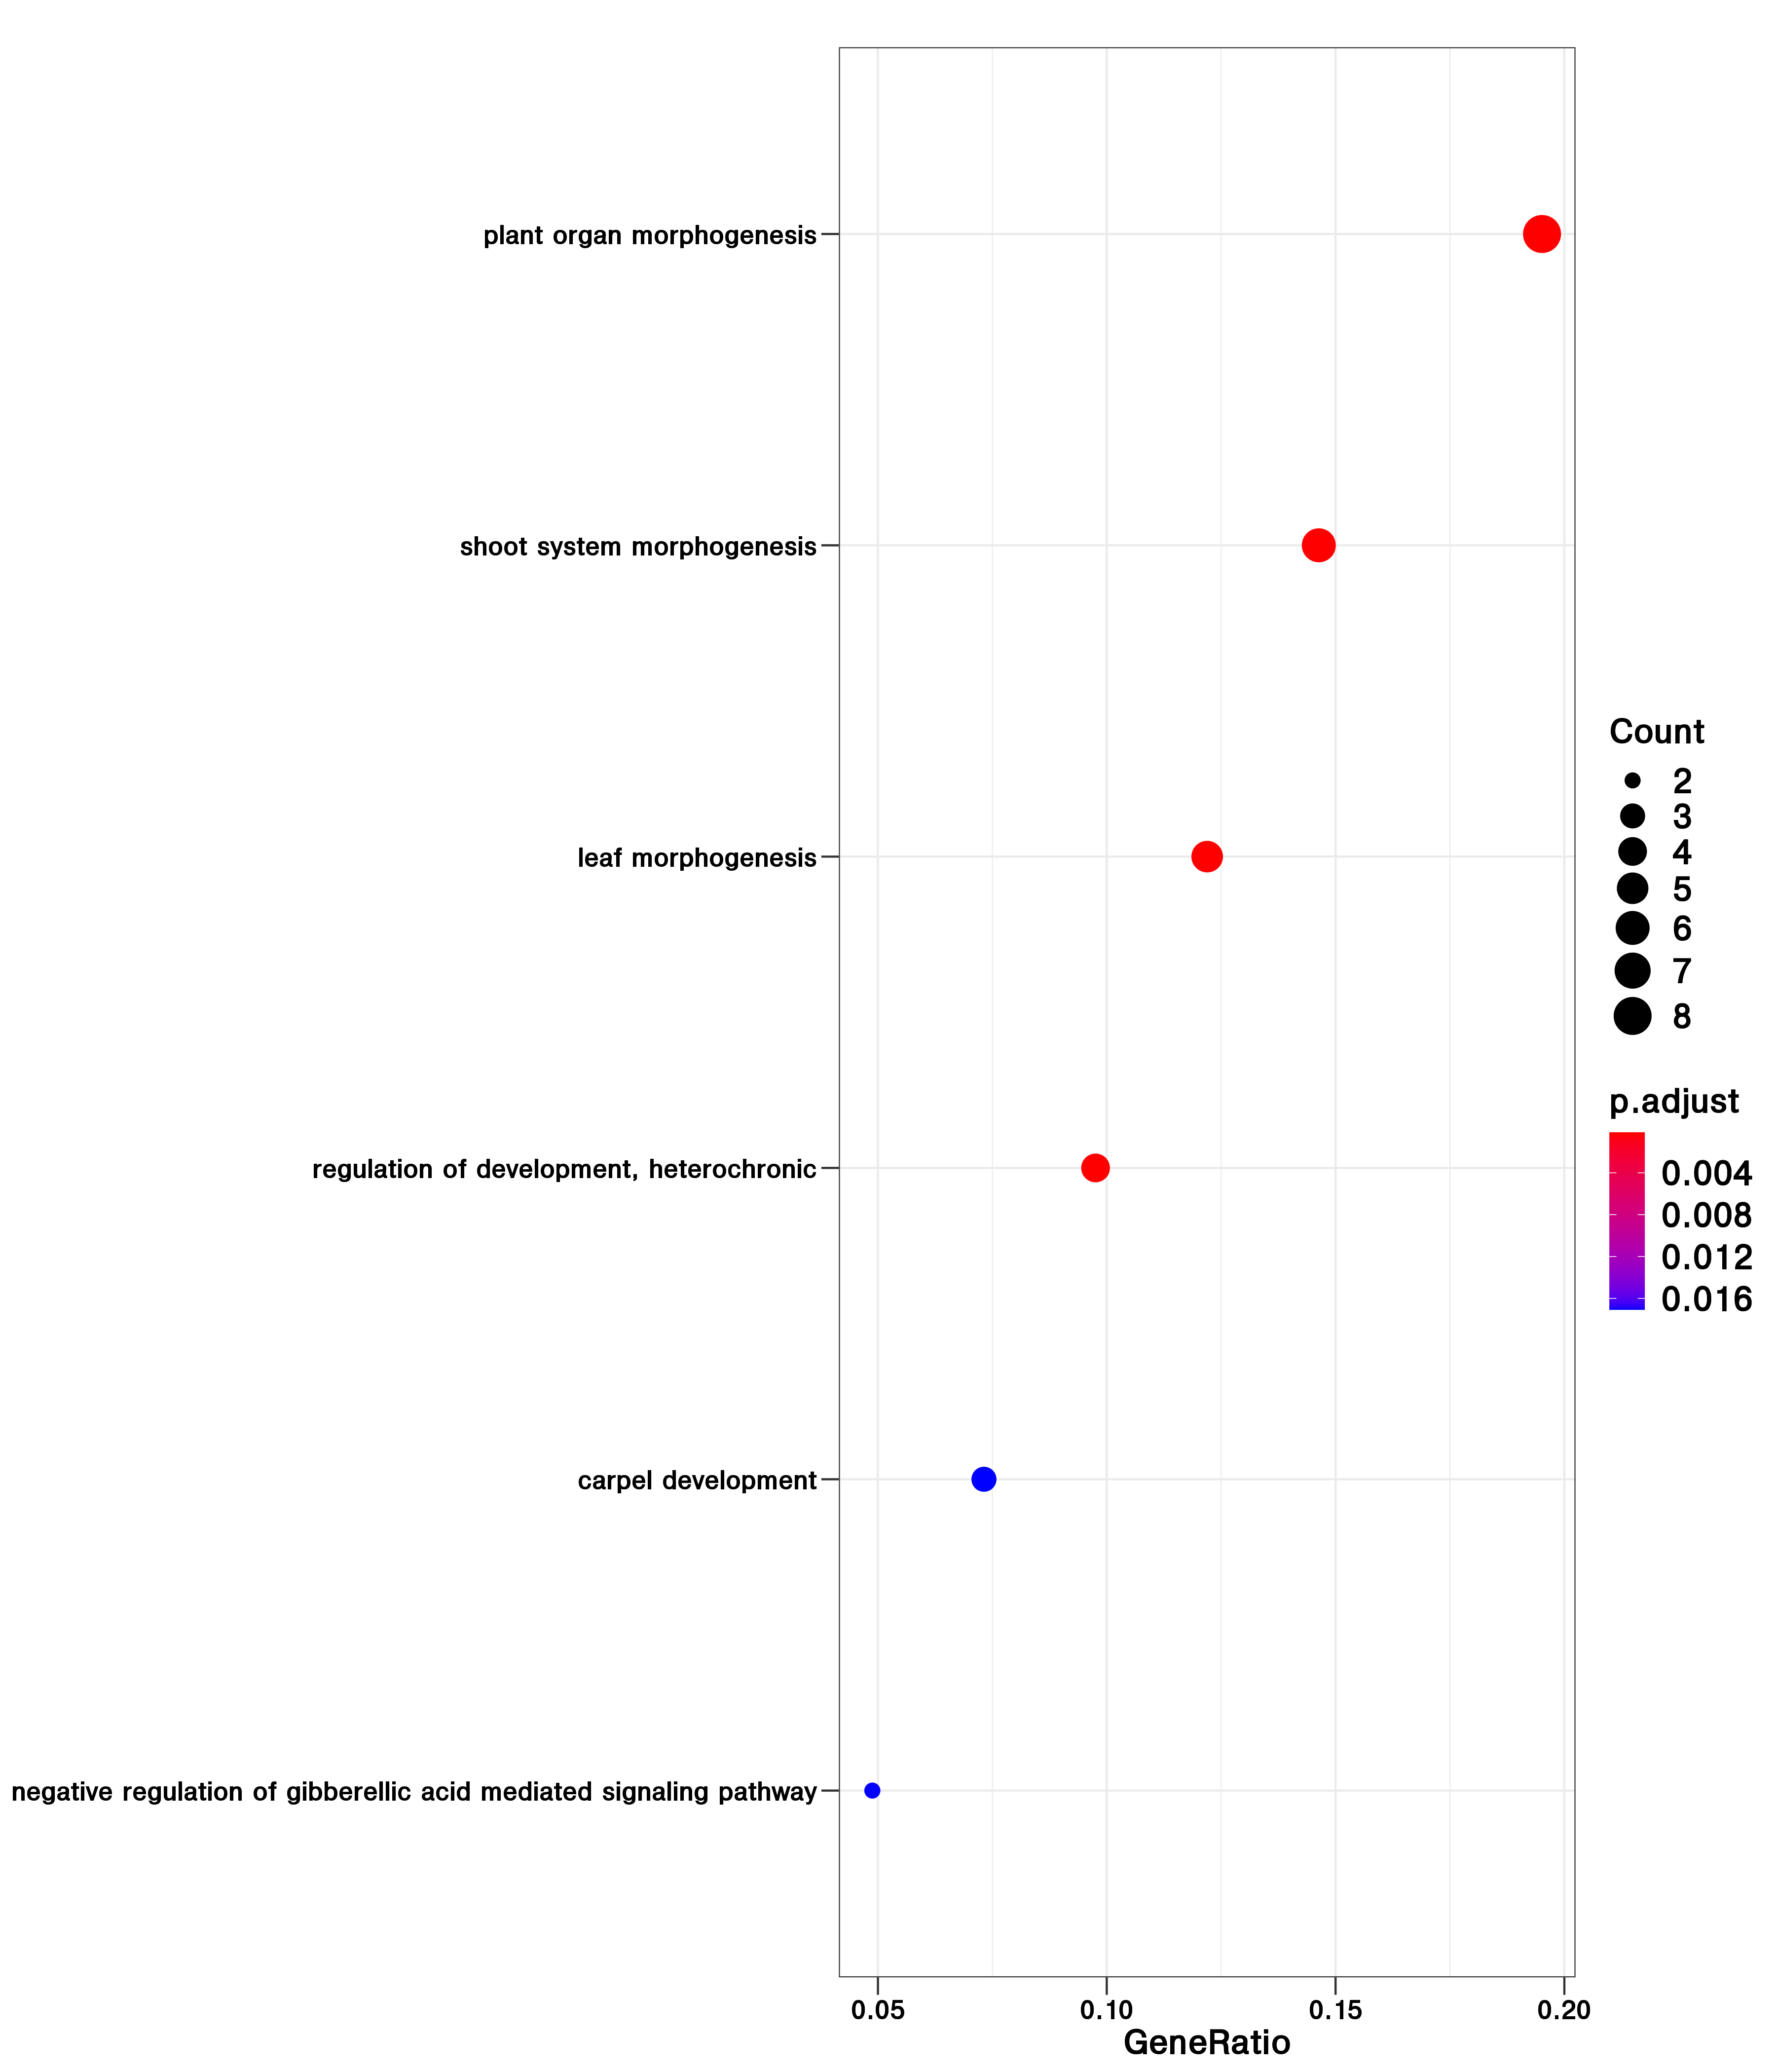 plant organ morphogenesis
shoot system morphogenesis
leaf morphogenesis
regulation of development, heterochronic
carpel development
negative regulation of gibberellic acid mediated signaling pathway
0.05 0.10 0.15 0.20
GeneRatio
Count
2
3
4
5
6
7
8
p.adjust
0.004
0.008
0.012
0.016